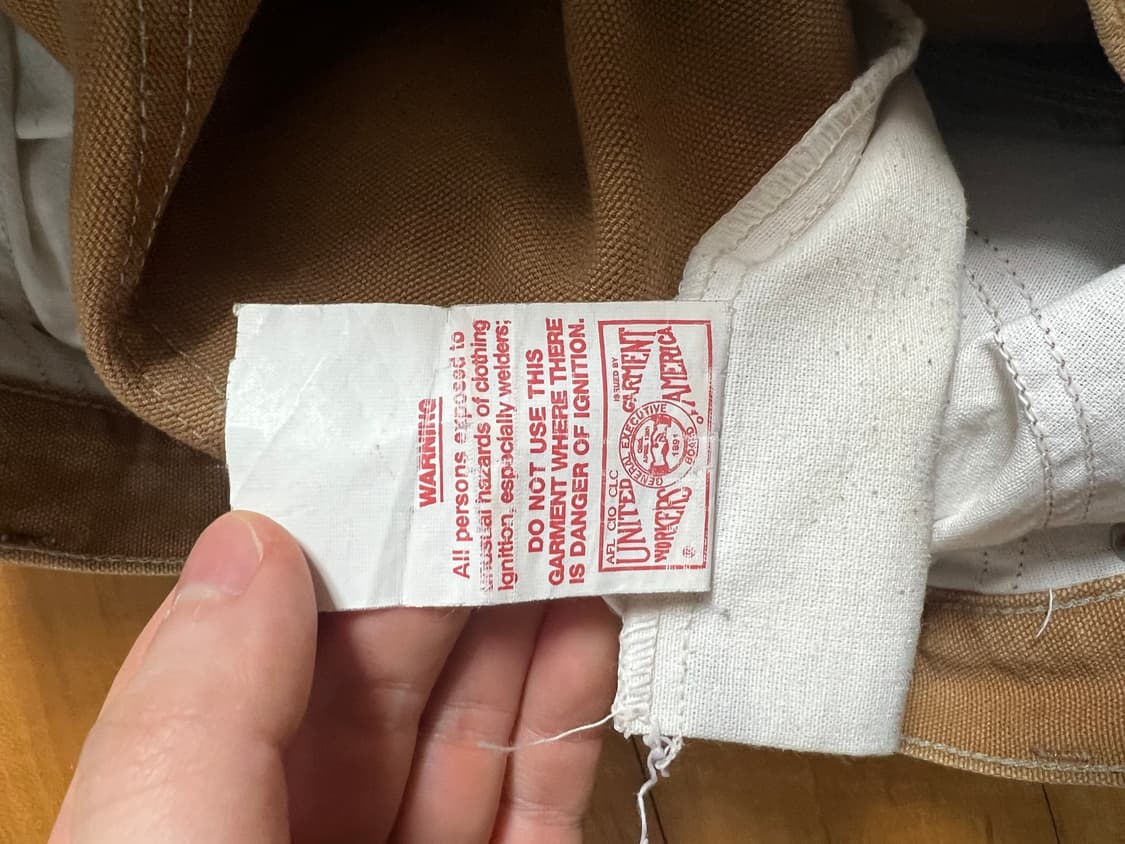 WARNING
All persons exposed to
unusual hazards of clothing
ignition, especially welders;
DO NOT USE THIS
GARMENT WHERE THERE
IS DANGER OF IGNITION.
AFL CIO CLC
ISSUED BY
UNITED GARMENT
GENERAL EXECUTIVE BOARD
1891
WORKERS OF AMERICA